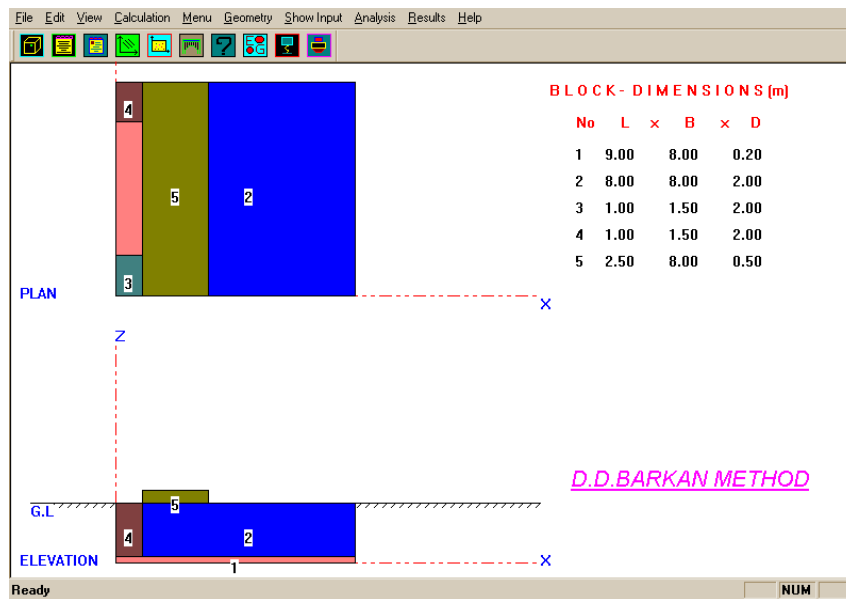 File Edit View Calculation Menu Geometry Show Input Analysis Results Help
BLOCK-DIMENSIONS(m)
No L x B x D
1 9.00 8.00 0.20
2 8.00 8.00 2.00
3 1.00 1.50 2.00
4 1.00 1.50 2.00
5 2.50 8.00 0.50
4
5 2
3
PLAN
X
Z
D.D.BARKAN METHOD
5
G.L
4 2
ELEVATION
1
X
Ready NUM